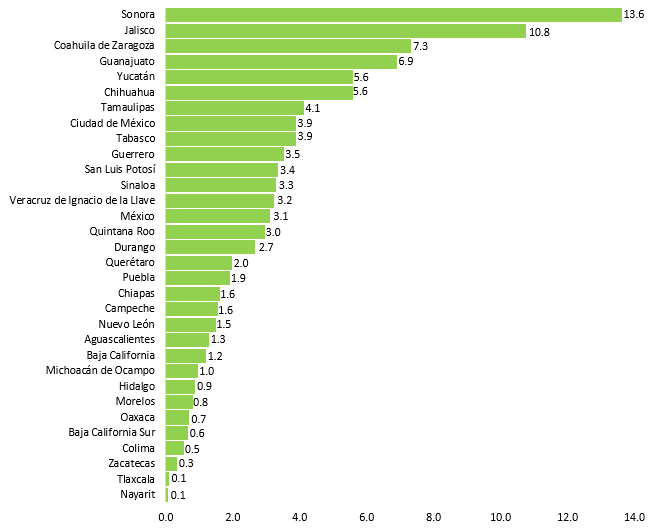 Sonora 13.6
Jalisco 10.8
Coahuila de Zaragoza 7.3
Guanajuato 6.9
Yucatán 5.6
Chihuahua 5.6
Tamaulipas 4.1
Ciudad de México 3.9
Tabasco 3.9
Guerrero 3.5
San Luis Potosí 3.4
Sinaloa 3.3
Veracruz de Ignacio de la Llave 3.2
México 3.1
Quintana Roo 3.0
Durango 2.7
Querétaro 2.0
Puebla 1.9
Chiapas 1.6
Campeche 1.6
Nuevo León 1.5
Aguascalientes 1.3
Baja California 1.2
Michoacán de Ocampo 1.0
Hidalgo 0.9
Morelos 0.8
Oaxaca 0.7
Baja California Sur 0.6
Colima 0.5
Zacatecas 0.3
Tlaxcala 0.1
Nayarit 0.1
0.0 2.0 4.0 6.0 8.0 10.0 12.0 14.0